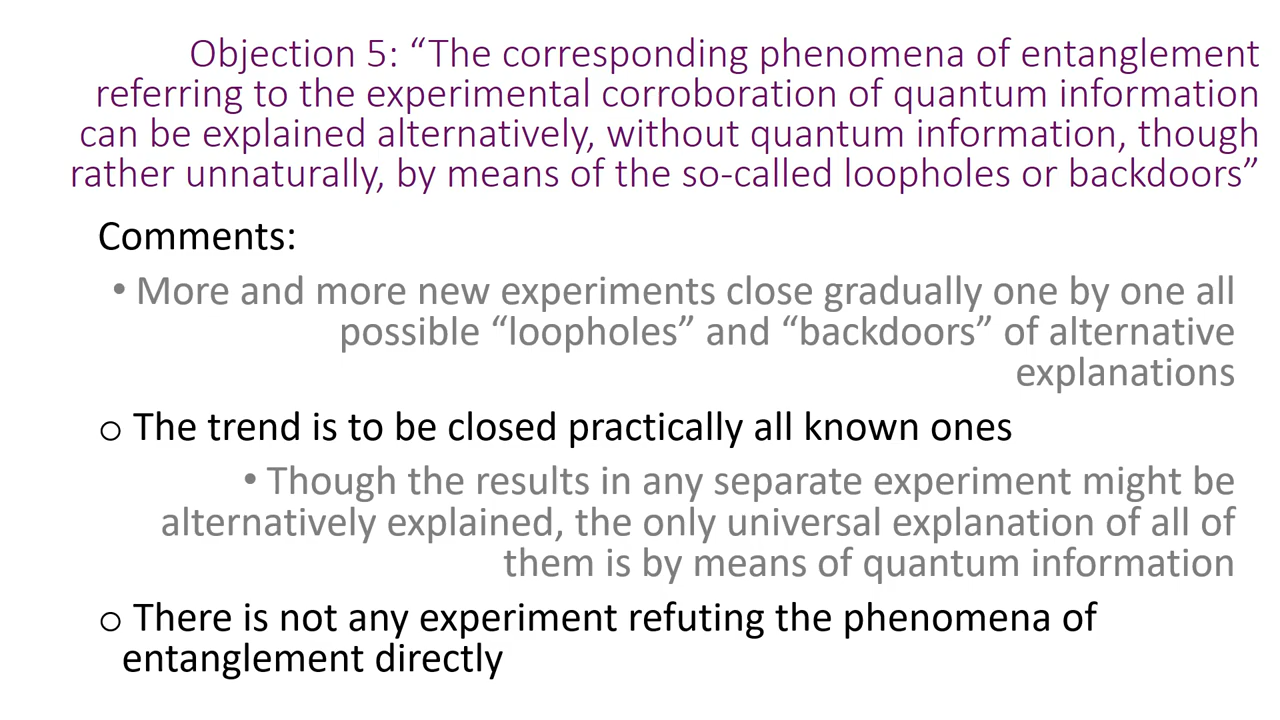 Objection 5: “The corresponding phenomena of entanglement
referring to the experimental corroboration of quantum information
can be explained alternatively, without quantum information, though
rather unnaturally, by means of the so-called loopholes or backdoors”
Comments:
• More and more new experiments close gradually one by one all
possible “loopholes” and “backdoors” of alternative
explanations
o The trend is to be closed practically all known ones
• Though the results in any separate experiment might be
alternatively explained, the only universal explanation of all of
them is by means of quantum information
o There is not any experiment refuting the phenomena of
entanglement directly